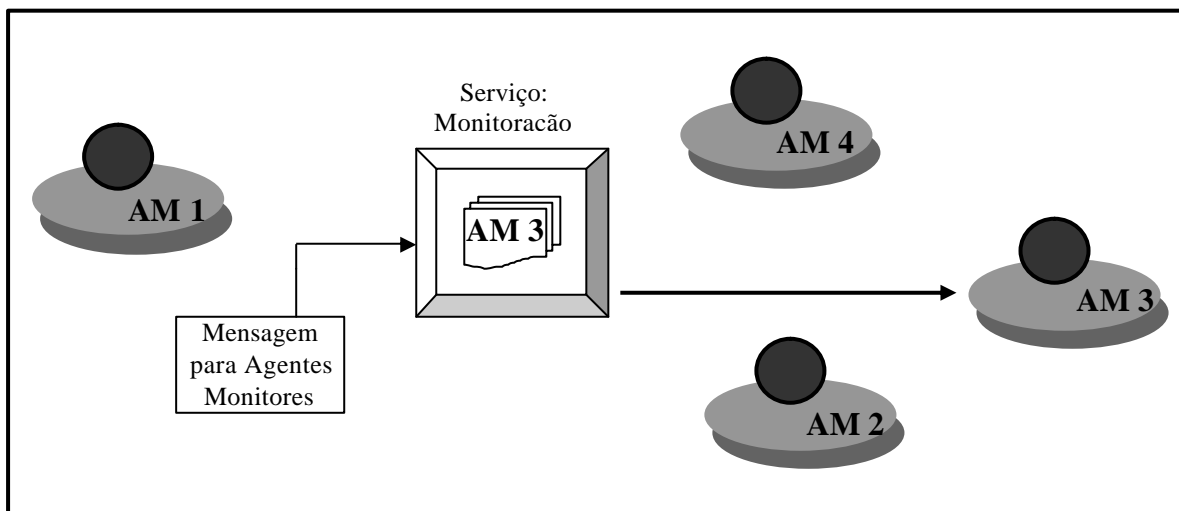 Serviço:
Monitoracão
AM 4
AM 1
AM 3
AM 3
Mensagem
para Agentes
Monitores
AM 2